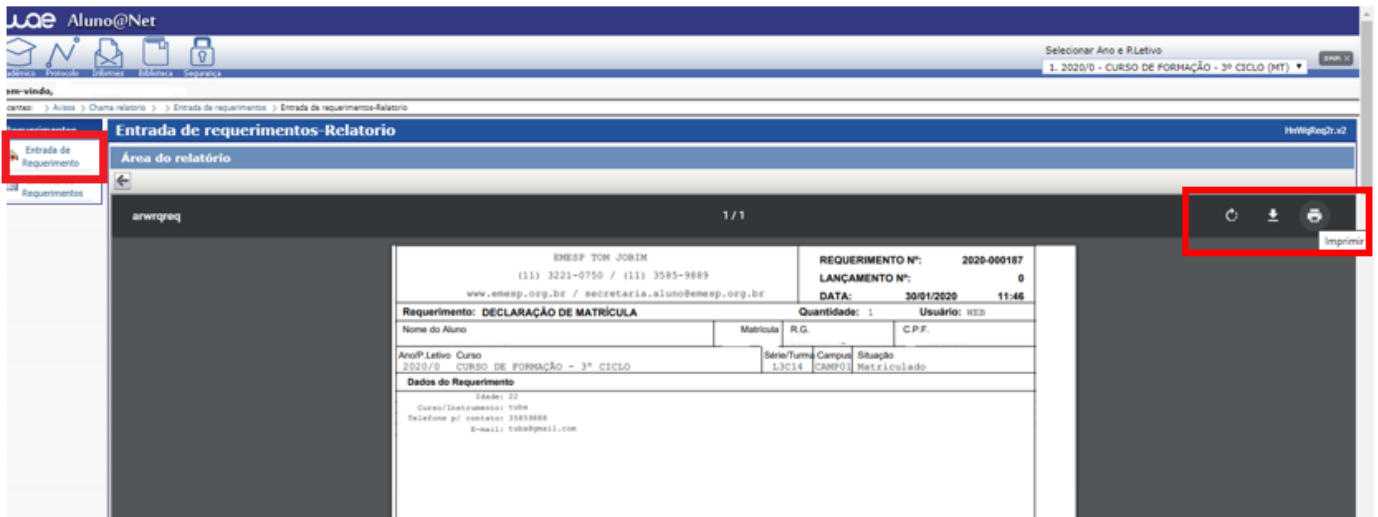 Aluno@Net
Selecionar Ano e P.Letivo
1. 2020/0 - CURSO DE FORMAÇÃO - 3º CICLO (MT)
adêmico Protocolo Informes Biblioteca Segurança
em-vindo,
centes: > Avisos > Chama relatorio > > Entrada de requerimentos > Entrada de requerimentos-Relatorio
Requerimentos
Entrada de requerimentos-Relatorio
HnWqReq2r.v2
Entrada de
Requerimento
Área do relatório
Requerimentos
arwrqreq
1 / 1
Imprimir
EMESP TOM JOBIM
(11) 3221-0750 / (11) 3585-9889
www.emesp.org.br / secretaria.aluno@emesp.org.br
REQUERIMENTO Nº: 2020-000187
LANÇAMENTO Nº: 0
DATA: 30/01/2020 11:46
Requerimento: DECLARAÇÃO DE MATRÍCULA Quantidade: 1 Usuário: WEB
Nome do Aluno Matrícula R.G. C.P.F.
Ano/P.Letivo Curso Série/Turma Campus Situação
2020/0 CURSO DE FORMAÇÃO - 3º CICLO L3C14 CAMP01 Matriculado
Dados do Requerimento
Idade: 22
Curso/Instrumento: tuba
Telefone p/ contato: 35859888
E-mail: tuba@gmail.com